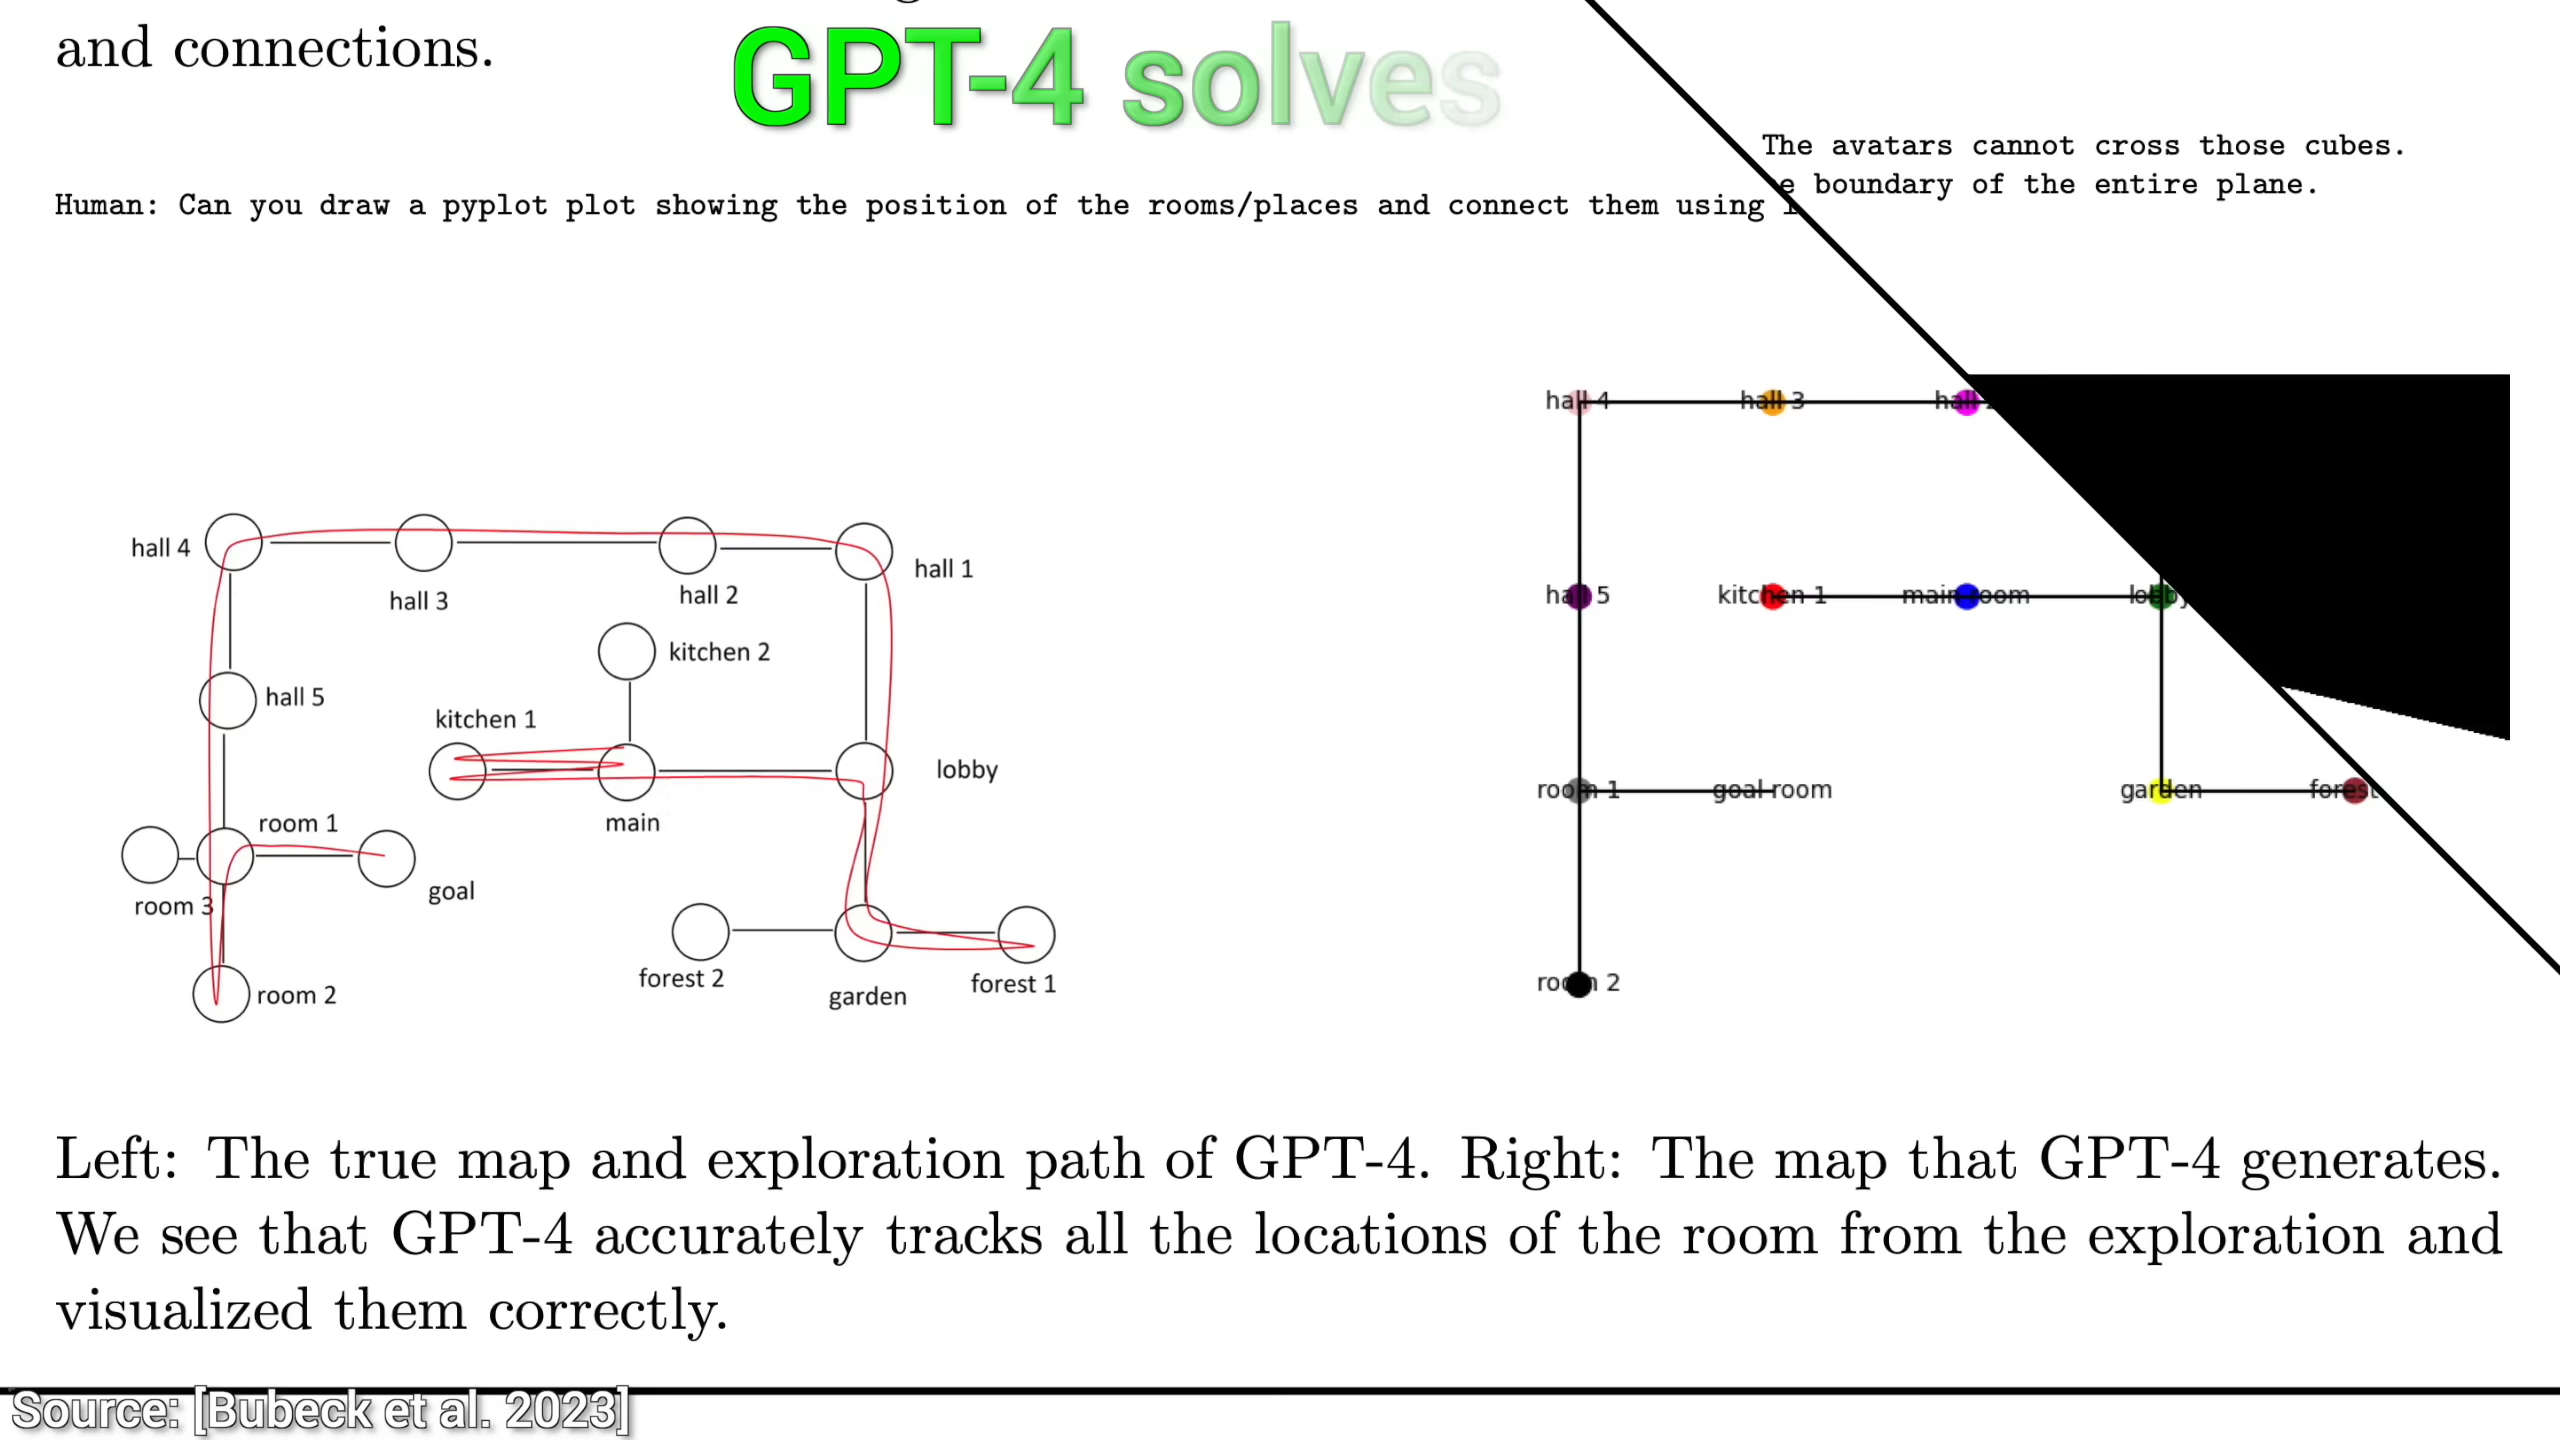 and connections.
GPT-4 solves
The avatars cannot cross those cubes.
boundary of the entire plane.
Human: Can you draw a pyplot plot showing the position of the rooms/places and connect them using
hall 4
hall 3
hall 2
hall 1
kitchen 2
hall 5
kitchen 1
lobby
main
room 1
room 3
goal
forest 2
garden
forest 1
room 2
hall 4
hall 3
hall
hall 5
kitchen 1
main room
lobby
room 1
goal room
garden
forest
room 2
Left: The true map and exploration path of GPT-4. Right: The map that GPT-4 generates.
We see that GPT-4 accurately tracks all the locations of the room from the exploration and
visualized them correctly.
Source: [Bubeck et al. 2023]